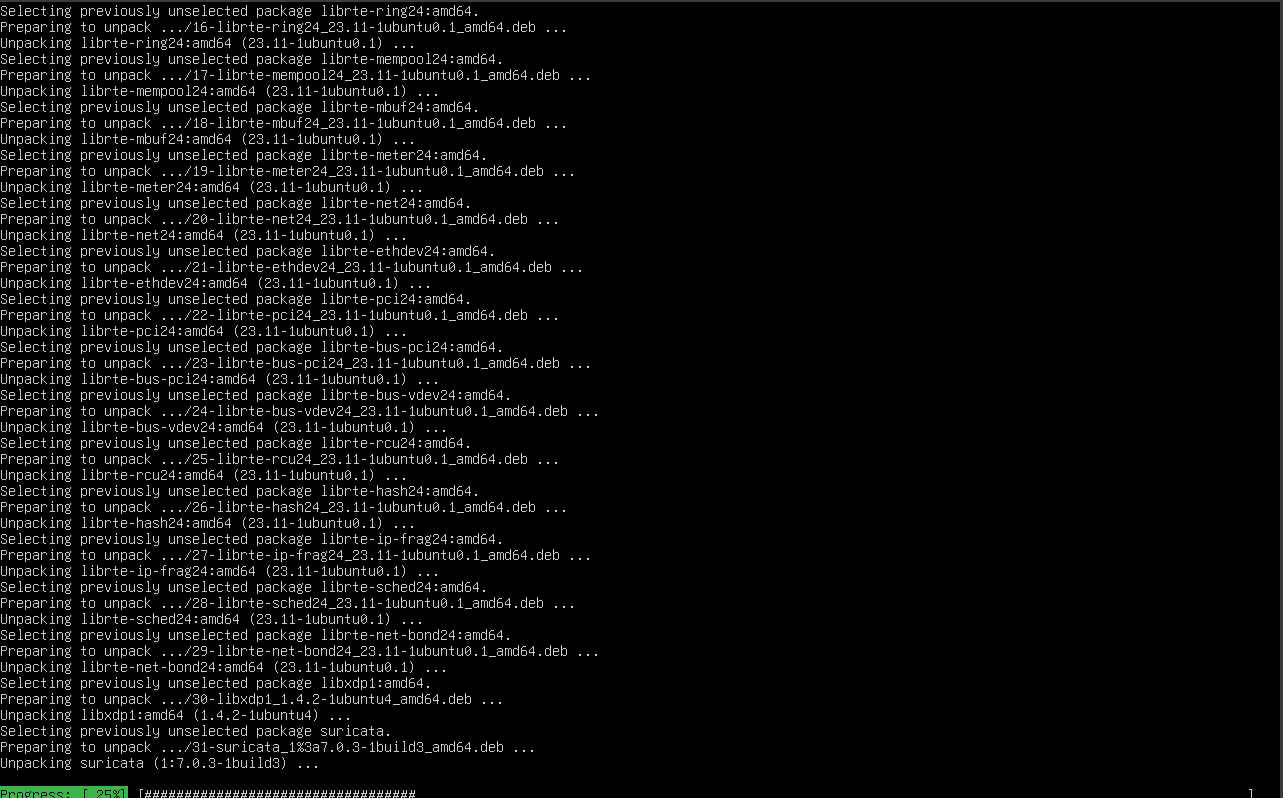 Selecting previously unselected package librte-ring24:amd64.
Preparing to unpack .../16-librte-ring24_23.11-1ubuntu0.1_amd64.deb ...
Unpacking librte-ring24:amd64 (23.11-1ubuntu0.1) ...
Selecting previously unselected package librte-mempool24:amd64.
Preparing to unpack .../17-librte-mempool24_23.11-1ubuntu0.1_amd64.deb ...
Unpacking librte-mempool24:amd64 (23.11-1ubuntu0.1) ...
Selecting previously unselected package librte-mbuf24:amd64.
Preparing to unpack .../18-librte-mbuf24_23.11-1ubuntu0.1_amd64.deb ...
Unpacking librte-mbuf24:amd64 (23.11-1ubuntu0.1) ...
Selecting previously unselected package librte-meter24:amd64.
Preparing to unpack .../19-librte-meter24_23.11-1ubuntu0.1_amd64.deb ...
Unpacking librte-meter24:amd64 (23.11-1ubuntu0.1) ...
Selecting previously unselected package librte-net24:amd64.
Preparing to unpack .../20-librte-net24_23.11-1ubuntu0.1_amd64.deb ...
Unpacking librte-net24:amd64 (23.11-1ubuntu0.1) ...
Selecting previously unselected package librte-ethdev24:amd64.
Preparing to unpack .../21-librte-ethdev24_23.11-1ubuntu0.1_amd64.deb ...
Unpacking librte-ethdev24:amd64 (23.11-1ubuntu0.1) ...
Selecting previously unselected package librte-pci24:amd64.
Preparing to unpack .../22-librte-pci24_23.11-1ubuntu0.1_amd64.deb ...
Unpacking librte-pci24:amd64 (23.11-1ubuntu0.1) ...
Selecting previously unselected package librte-bus-pci24:amd64.
Preparing to unpack .../23-librte-bus-pci24_23.11-1ubuntu0.1_amd64.deb ...
Unpacking librte-bus-pci24:amd64 (23.11-1ubuntu0.1) ...
Selecting previously unselected package librte-bus-vdev24:amd64.
Preparing to unpack .../24-librte-bus-vdev24_23.11-1ubuntu0.1_amd64.deb ...
Unpacking librte-bus-vdev24:amd64 (23.11-1ubuntu0.1) ...
Selecting previously unselected package librte-rcu24:amd64.
Preparing to unpack .../25-librte-rcu24_23.11-1ubuntu0.1_amd64.deb ...
Unpacking librte-rcu24:amd64 (23.11-1ubuntu0.1) ...
Selecting previously unselected package librte-hash24:amd64.
Preparing to unpack .../26-librte-hash24_23.11-1ubuntu0.1_amd64.deb ...
Unpacking librte-hash24:amd64 (23.11-1ubuntu0.1) ...
Selecting previously unselected package librte-ip-frag24:amd64.
Preparing to unpack .../27-librte-ip-frag24_23.11-1ubuntu0.1_amd64.deb ...
Unpacking librte-ip-frag24:amd64 (23.11-1ubuntu0.1) ...
Selecting previously unselected package librte-sched24:amd64.
Preparing to unpack .../28-librte-sched24_23.11-1ubuntu0.1_amd64.deb ...
Unpacking librte-sched24:amd64 (23.11-1ubuntu0.1) ...
Selecting previously unselected package librte-net-bond24:amd64.
Preparing to unpack .../29-librte-net-bond24_23.11-1ubuntu0.1_amd64.deb ...
Unpacking librte-net-bond24:amd64 (23.11-1ubuntu0.1) ...
Selecting previously unselected package libxdp1:amd64.
Preparing to unpack .../30-libxdp1_1.4.2-1ubuntu4_amd64.deb ...
Unpacking libxdp1:amd64 (1.4.2-1ubuntu4) ...
Selecting previously unselected package suricata.
Preparing to unpack .../31-suricata_1%3a7.0.3-1build3_amd64.deb ...
Unpacking suricata (1:7.0.3-1build3) ...
Progress: [ 25%] [################################## ]